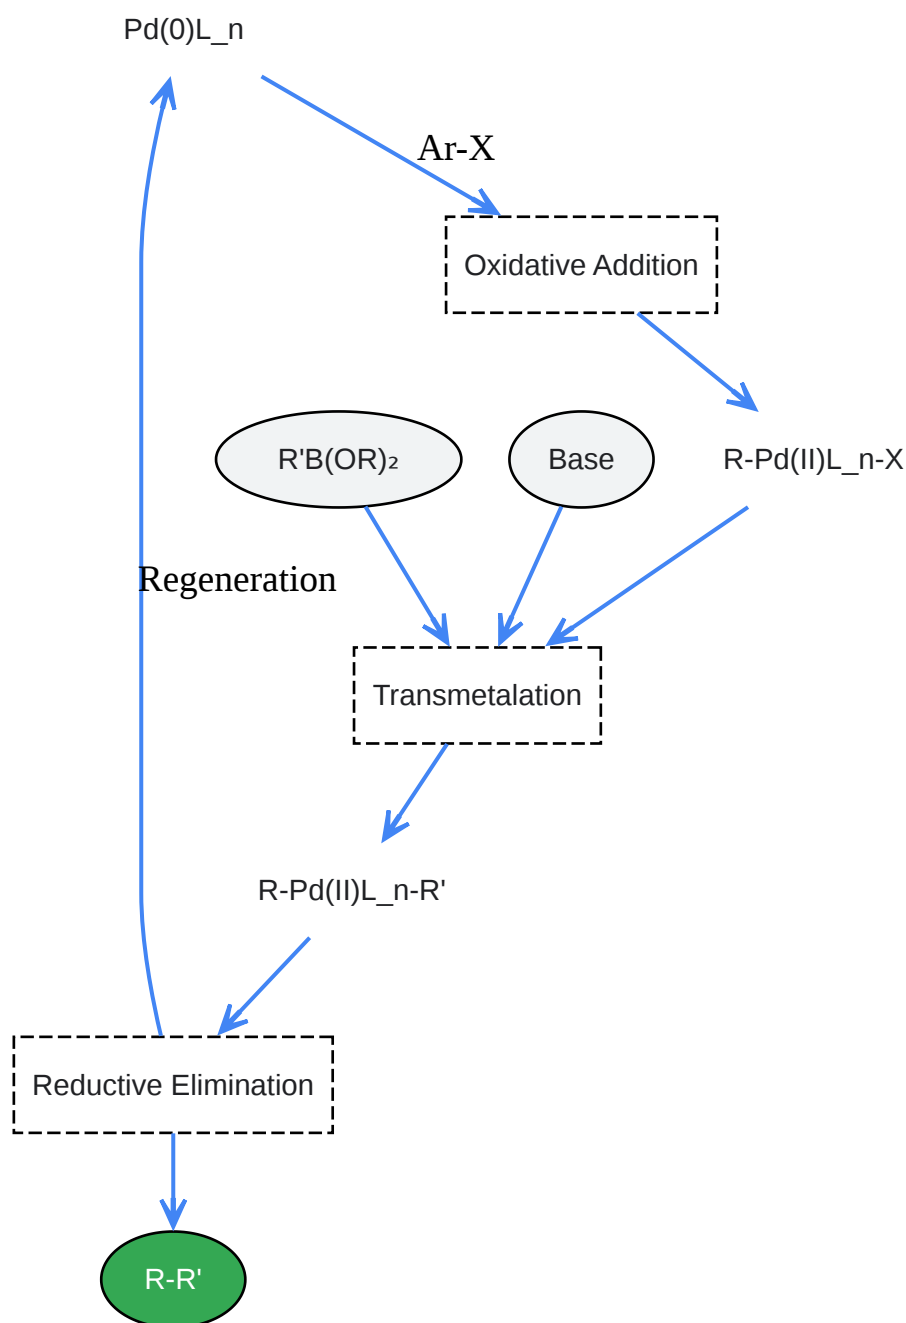 Pd(0)L_n
Ar-X
Oxidative Addition
R'B(OR)₂
Base
R-Pd(II)L_n-X
Regeneration
Transmetalation
R-Pd(II)L_n-R'
Reductive Elimination
R-R'